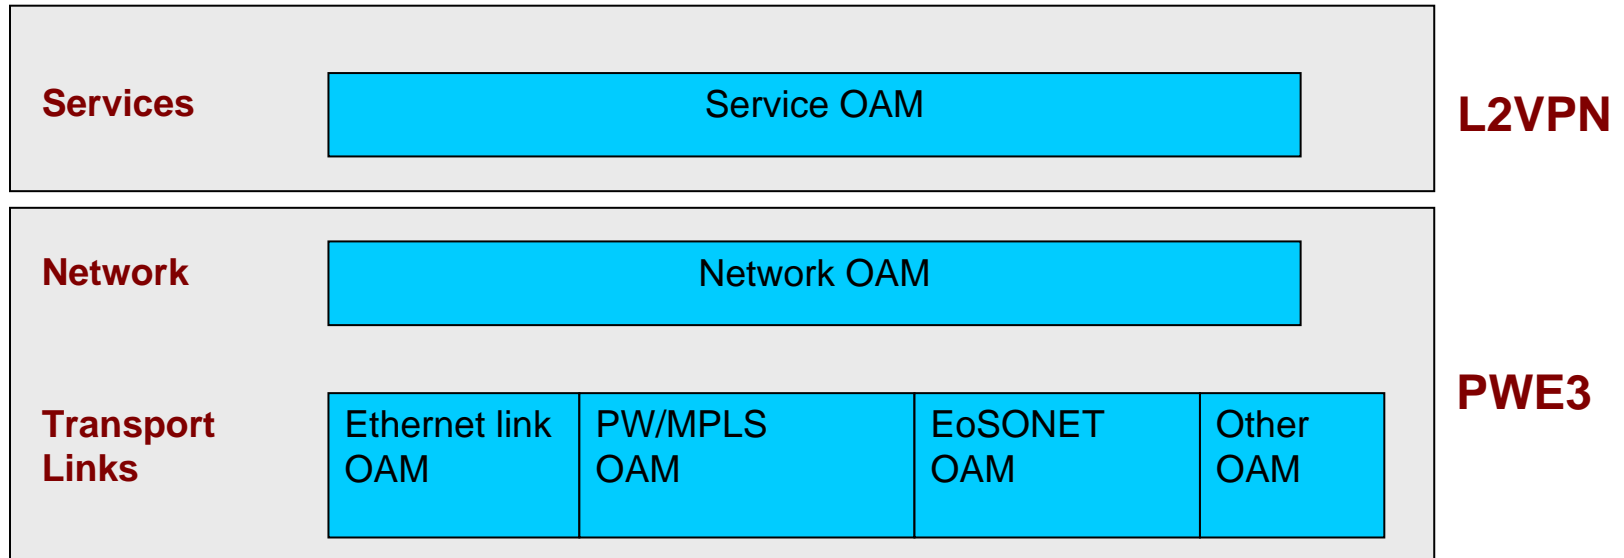 Services
Service OAM
L2VPN
Network
Network OAM
PWE3
Transport
Links
Ethernet link
OAM
PW/MPLS
OAM
EoSONET
OAM
Other
OAM